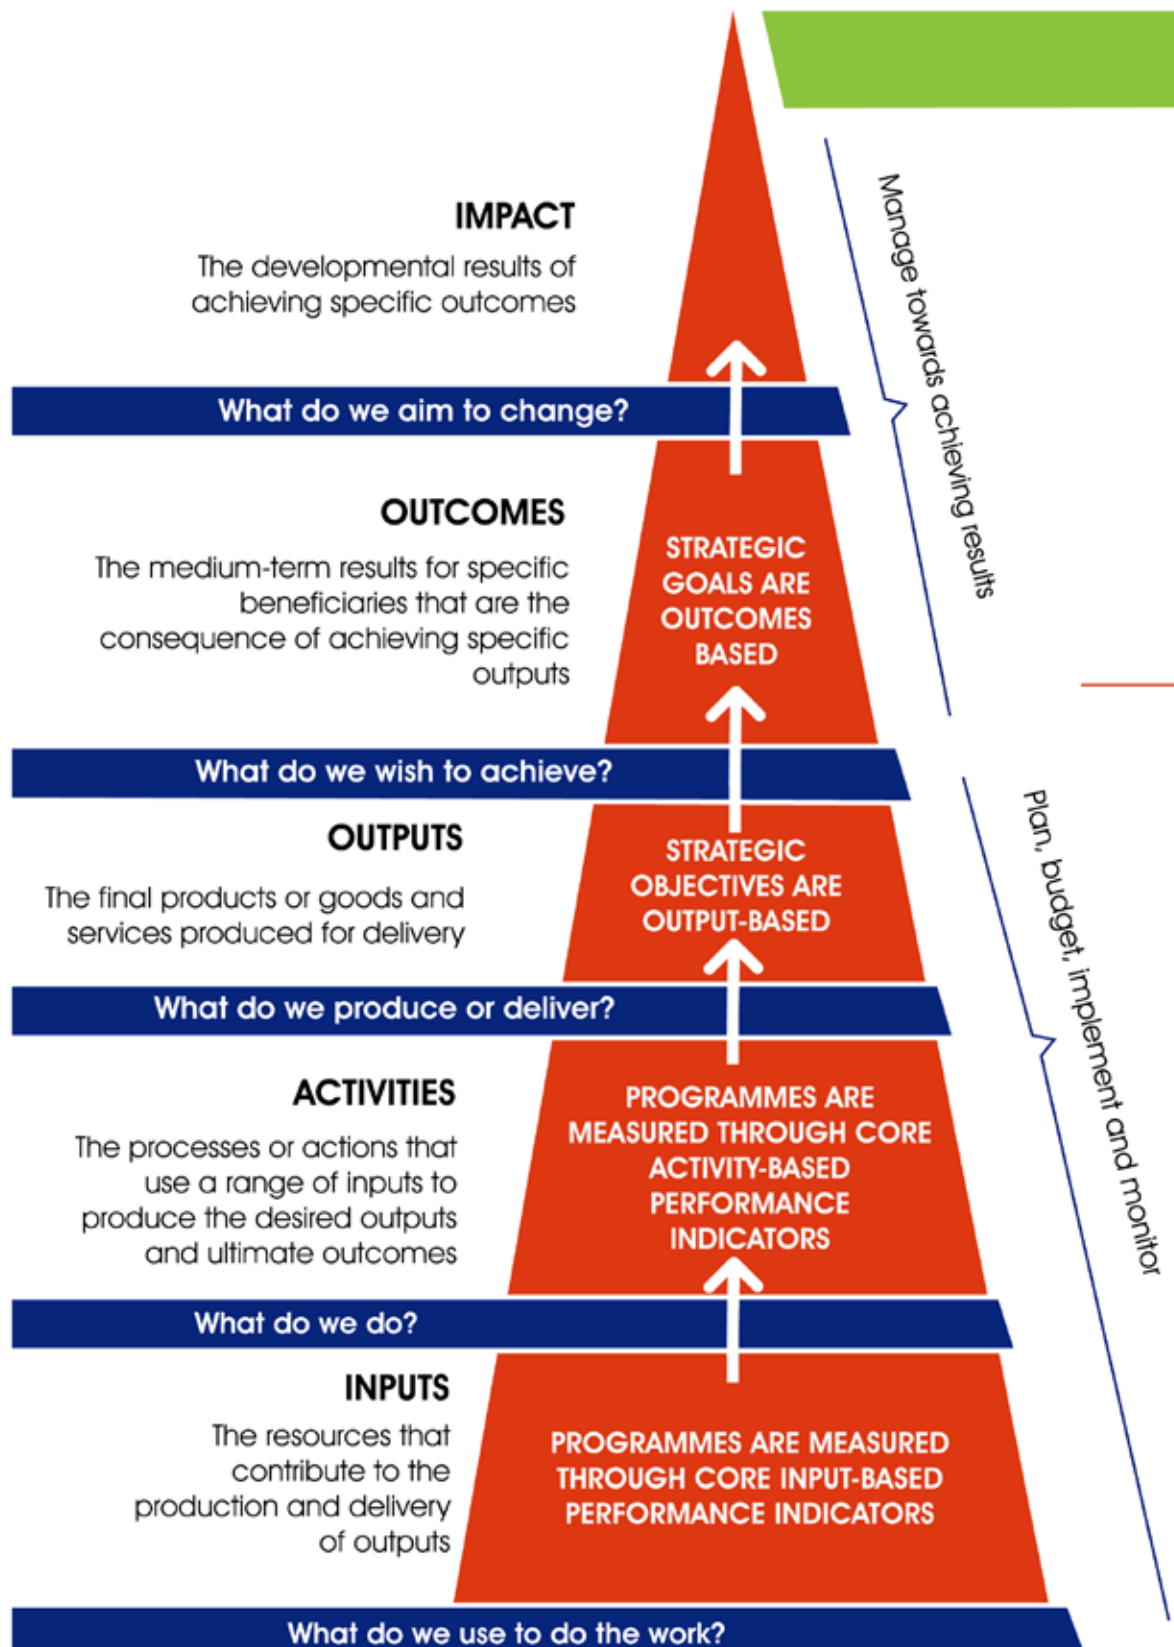 IMPACT
The developmental results of
achieving specific outcomes
Manage towards achieving results
What do we aim to change?
OUTCOMES
The medium-term results for specific
beneficiaries that are the
consequence of achieving specific
outputs
STRATEGIC
GOALS ARE
OUTCOMES
BASED
What do we wish to achieve?
OUTPUTS
The final products or goods and
services produced for delivery
STRATEGIC
OBJECTIVES ARE
OUTPUT-BASED
Plan, budget, implement and monitor
What do we produce or deliver?
ACTIVITIES
The processes or actions that
use a range of inputs to
produce the desired outputs
and ultimate outcomes
PROGRAMMES ARE
MEASURED THROUGH CORE
ACTIVITY-BASED
PERFORMANCE
INDICATORS
What do we do?
INPUTS
The resources that
contribute to the
production and delivery
of outputs
PROGRAMMES ARE MEASURED
THROUGH CORE INPUT-BASED
PERFORMANCE INDICATORS
What do we use to do the work?